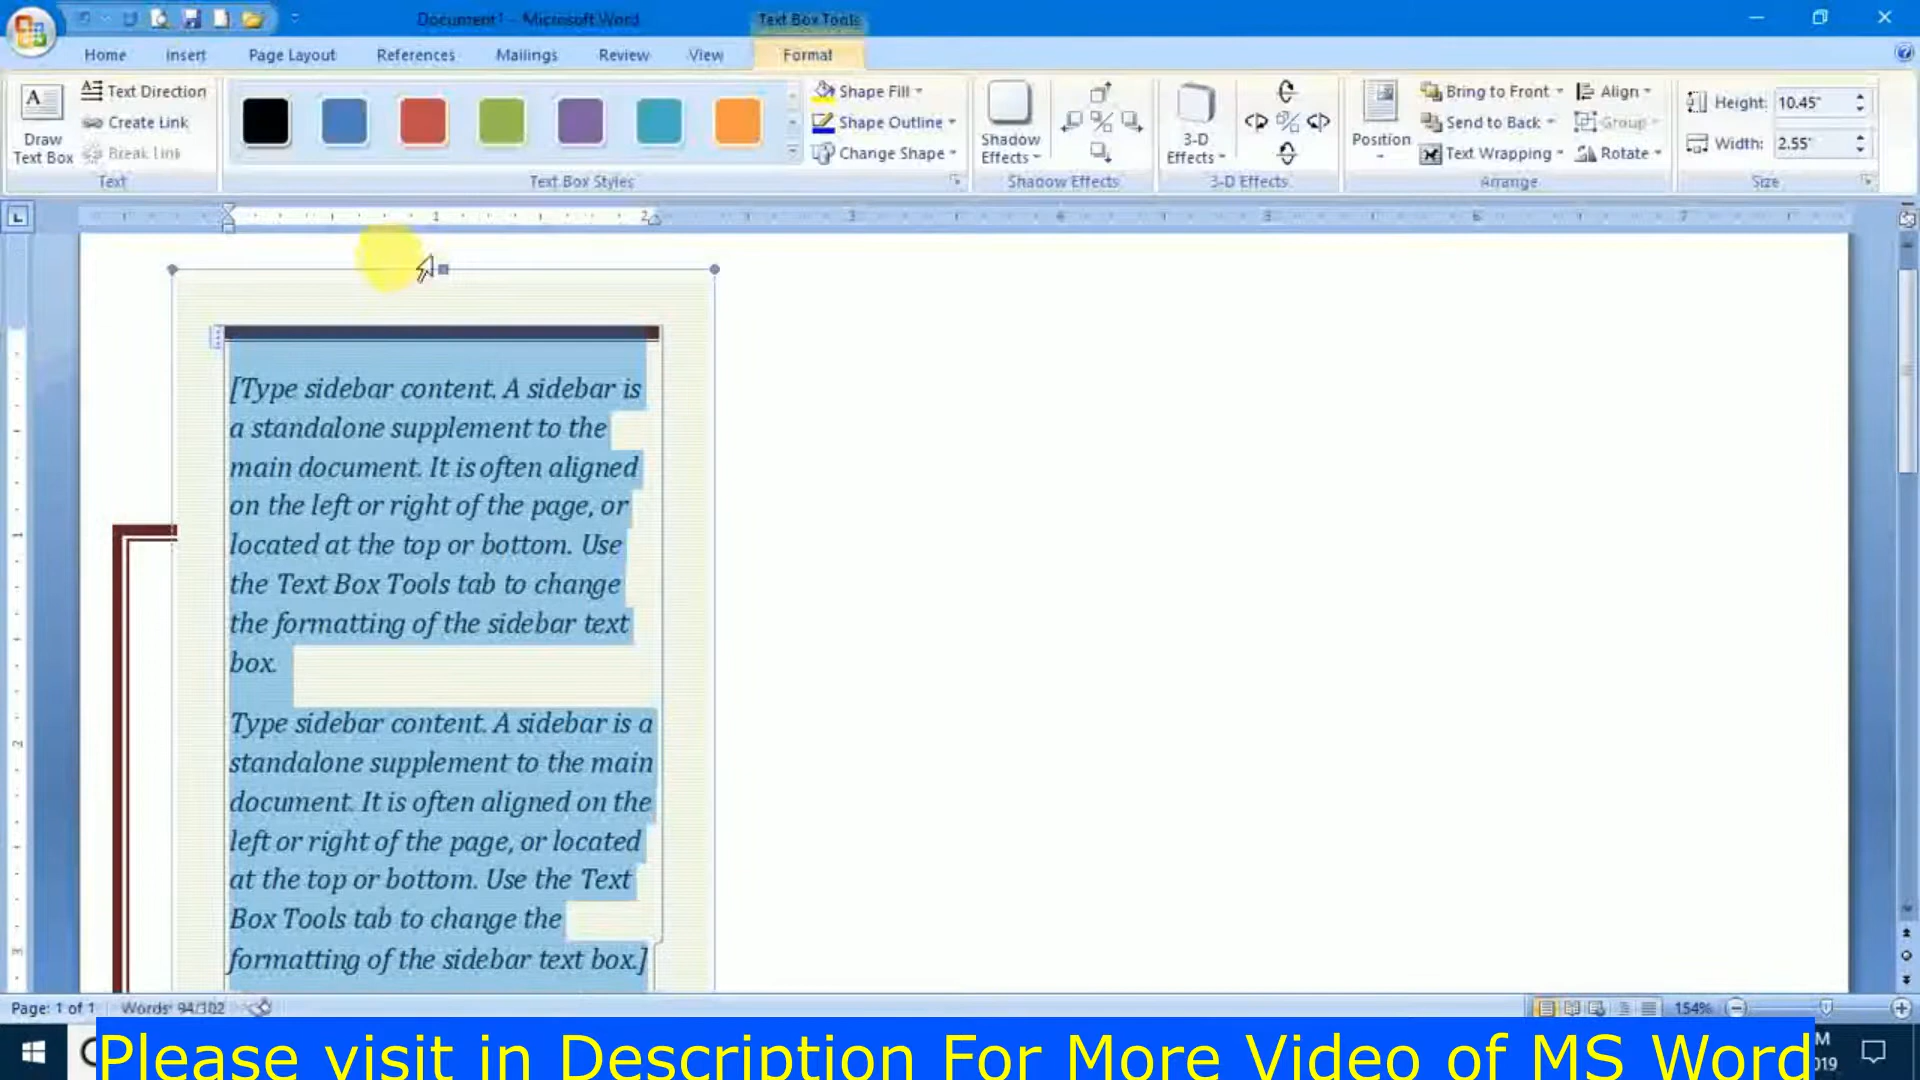 Document1 - Microsoft Word
Text Box Tools
Home
Insert
Page Layout
References
Mailings
Review
View
Format
Draw
Text Box
Text Direction
Create Link
Break Link
Text
Text Box Styles
Shape Fill
Shape Outline
Change Shape
Shadow
Effects
Shadow Effects
3-D
Effects
3-D Effects
Position
Bring to Front
Send to Back
Text Wrapping
Align
Group
Rotate
Arrange
Height: 10.45"
Width: 2.55"
Size
[Type sidebar content. A sidebar is
a standalone supplement to the
main document. It is often aligned
on the left or right of the page, or
located at the top or bottom. Use
the Text Box Tools tab to change
the formatting of the sidebar text
box.
Type sidebar content. A sidebar is a
standalone supplement to the main
document. It is often aligned on the
left or right of the page, or located
at the top or bottom. Use the Text
Box Tools tab to change the
formatting of the sidebar text box.]
Page: 1 of 1
Words: 94/102
154%
Please visit in Description For More Video of MS Word
M
019